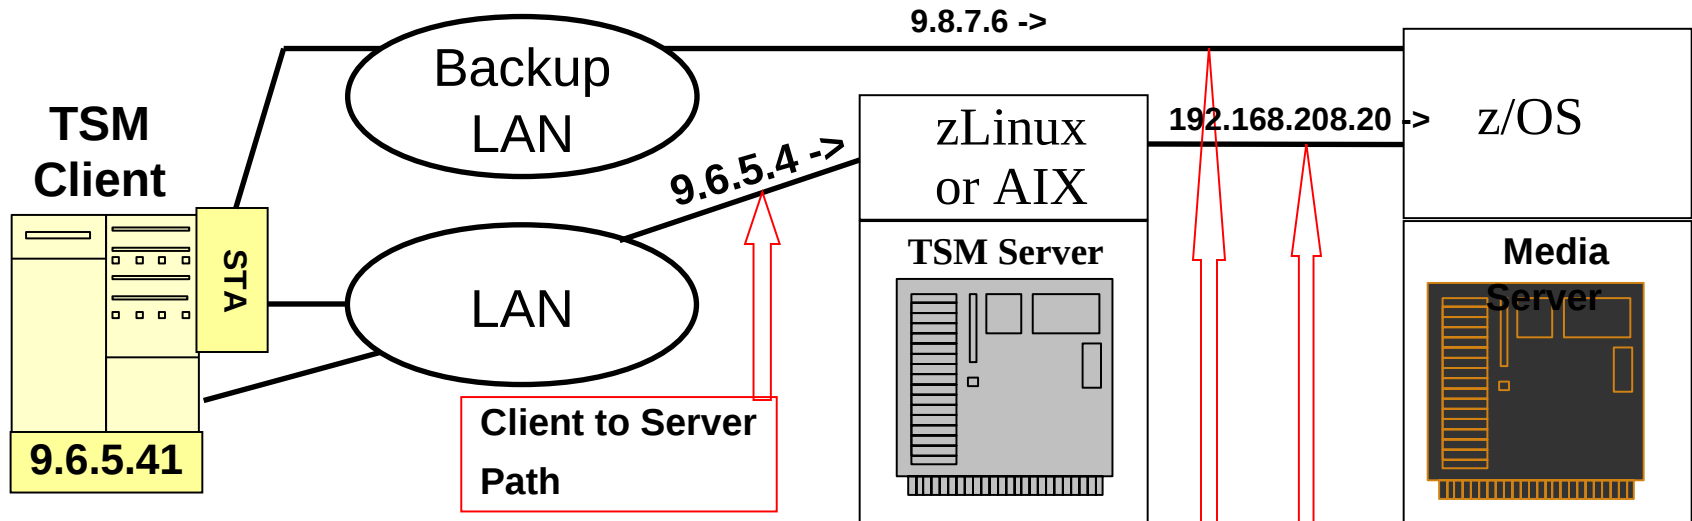 9.8.7.6 ->
Backup
LAN
TSM
Client
192.168.208.20 ->
z/OS
zLinux
or AIX
9.6.5.4 ->
STA
LAN
TSM Server
Media
Server
Client to Server
Path
9.6.5.41